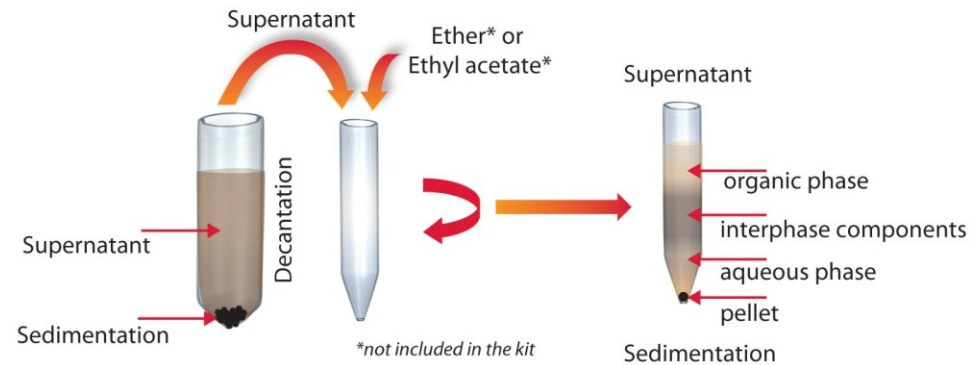 Supernatant
Ether* or
Ethyl acetate*
Supernatant
Decantation
Sedimentation
*not included in the kit
Supernatant
organic phase
interphase components
aqueous phase
pellet
Sedimentation